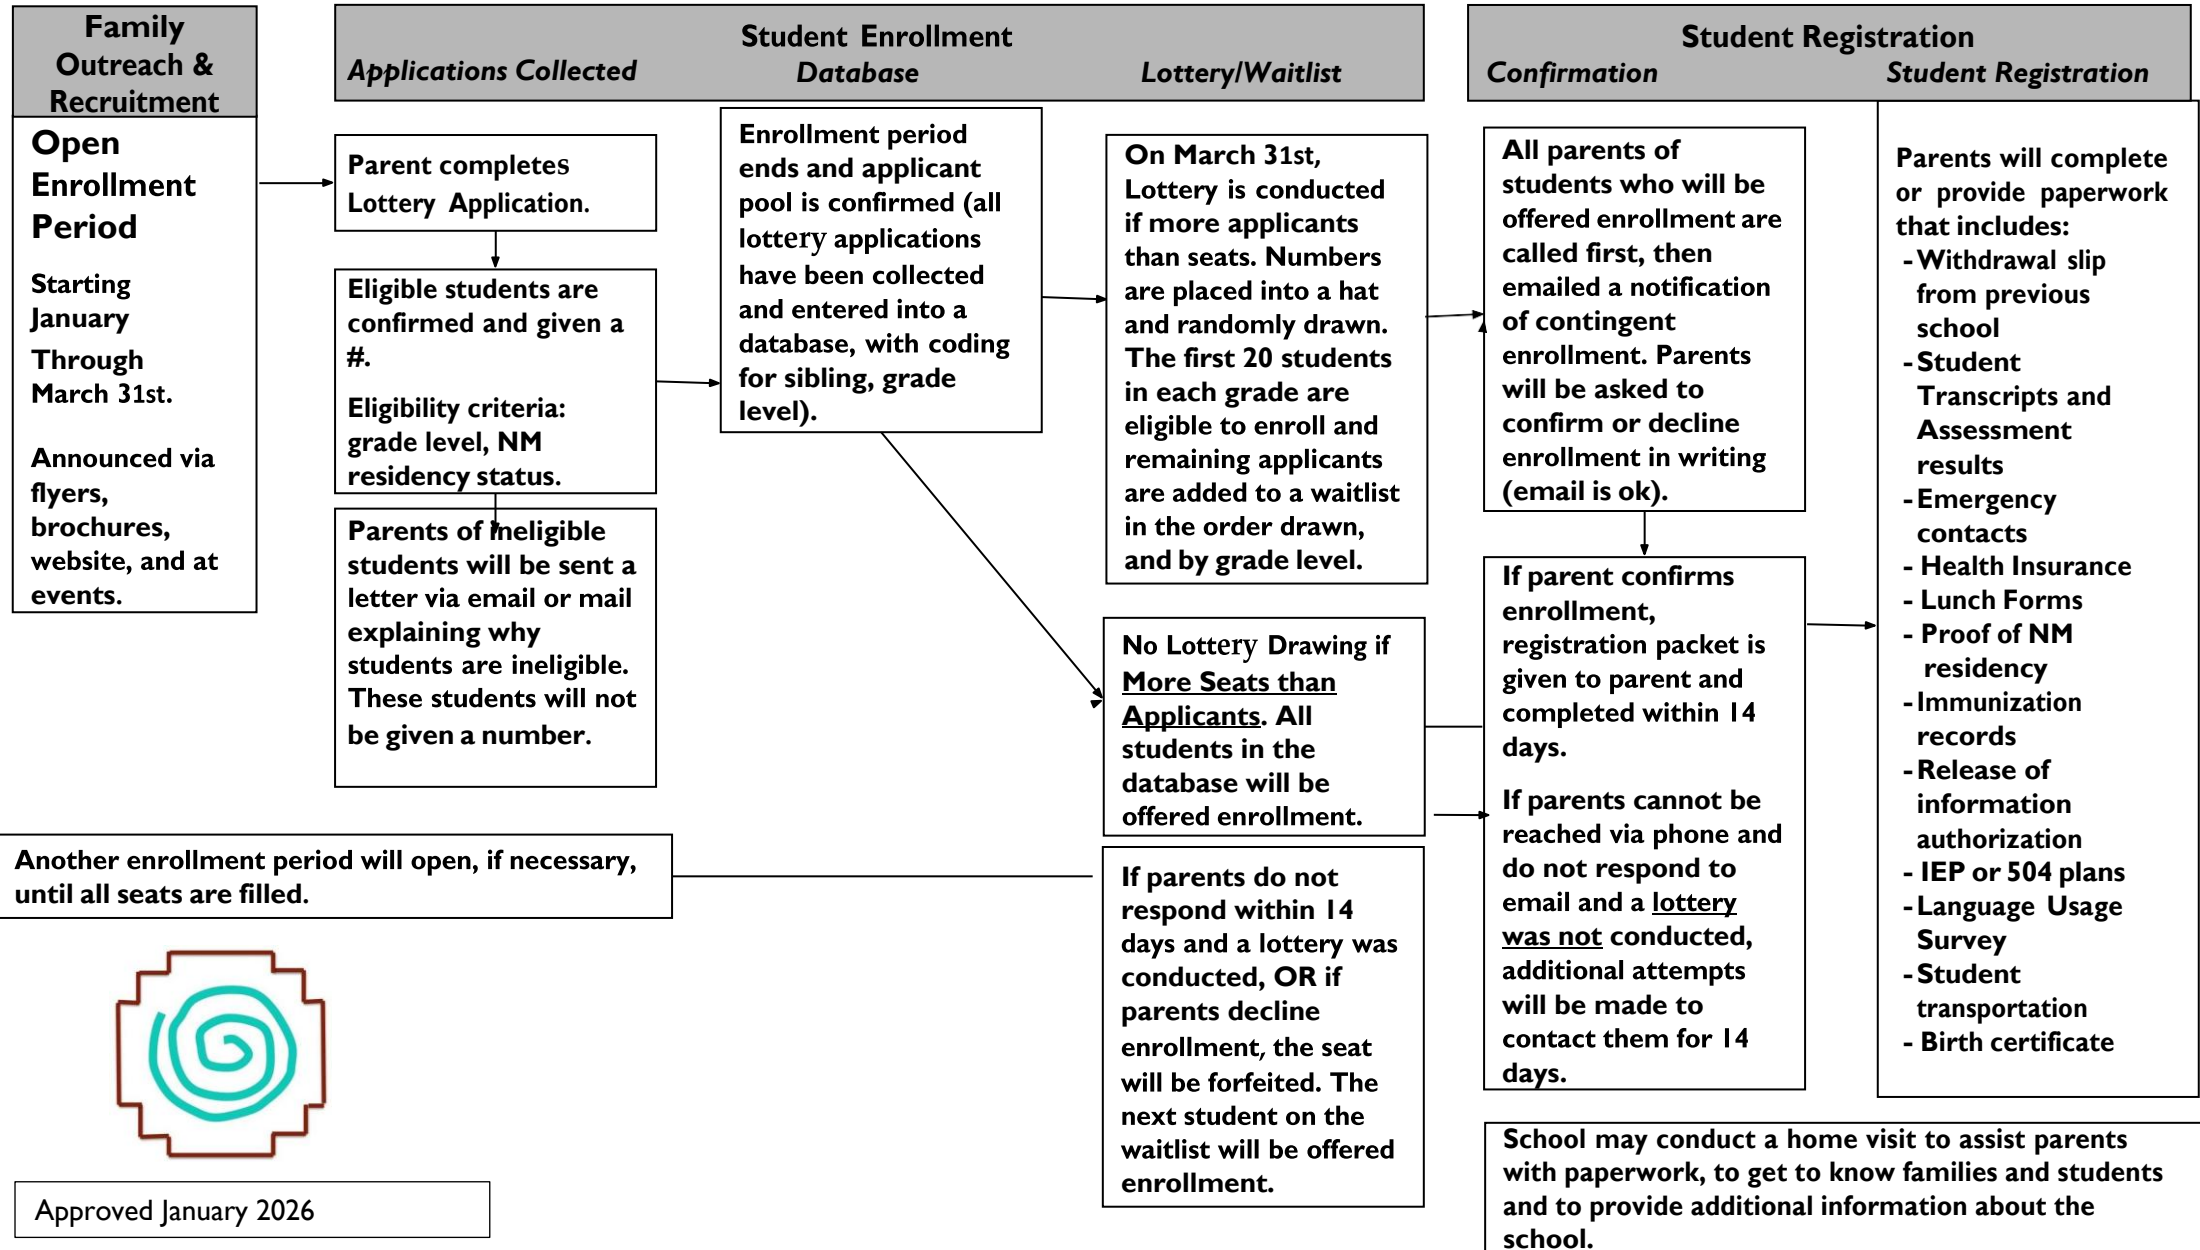 Family
Outreach &
Recruitment
Open
Enrollment
Period
Starting
January
Through
March 31st.
Announced via
flyers,
brochures,
website, and at
events.
Student Enrollment
Applications Collected
Database
Lottery/Waitlist
Parent completes
Lottery Application.
Eligible students are
confirmed and given a
#.
Eligibility criteria:
grade level, NM
residency status.
Parents of ineligible
students will be sent a
letter via email or mail
explaining why
students are ineligible.
These students will not
be given a number.
Enrollment period
ends and applicant
pool is confirmed (all
lottery applications
have been collected
and entered into a
database, with coding
for sibling, grade
level).
On March 31st,
Lottery is conducted
if more applicants
than seats. Numbers
are placed into a hat
and randomly drawn.
The first 20 students
in each grade are
eligible to enroll and
remaining applicants
are added to a waitlist
in the order drawn,
and by grade level.
No Lottery Drawing if
More Seats than
Applicants. All
students in the
database will be
offered enrollment.
If parents do not
respond within 14
days and a lottery was
conducted, OR if
parents decline
enrollment, the seat
will be forfeited. The
next student on the
waitlist will be offered
enrollment.
Another enrollment period will open, if necessary,
until all seats are filled.
Student Registration
Confirmation
Student Registration
All parents of
students who will be
offered enrollment are
called first, then
emailed a notification
of contingent
enrollment. Parents
will be asked to
confirm or decline
enrollment in writing
(email is ok).
If parent confirms
enrollment,
registration packet is
given to parent and
completed within 14
days.
If parents cannot be
reached via phone and
do not respond to
email and a lottery
was not conducted,
additional attempts
will be made to
contact them for 14
days.
Parents will complete
or provide paperwork
that includes:
-Withdrawal slip
from previous
school
-Student
Transcripts and
Assessment
results
-Emergency
contacts
- Health Insurance
- Lunch Forms
- Proof of NM
residency
-Immunization
records
-Release of
information
authorization
- IEP or 504 plans
-Language Usage
Survey
-Student
transportation
- Birth certificate
School may conduct a home visit to assist parents
with paperwork, to get to know families and students
and to provide additional information about the
school.
Approved January 2026